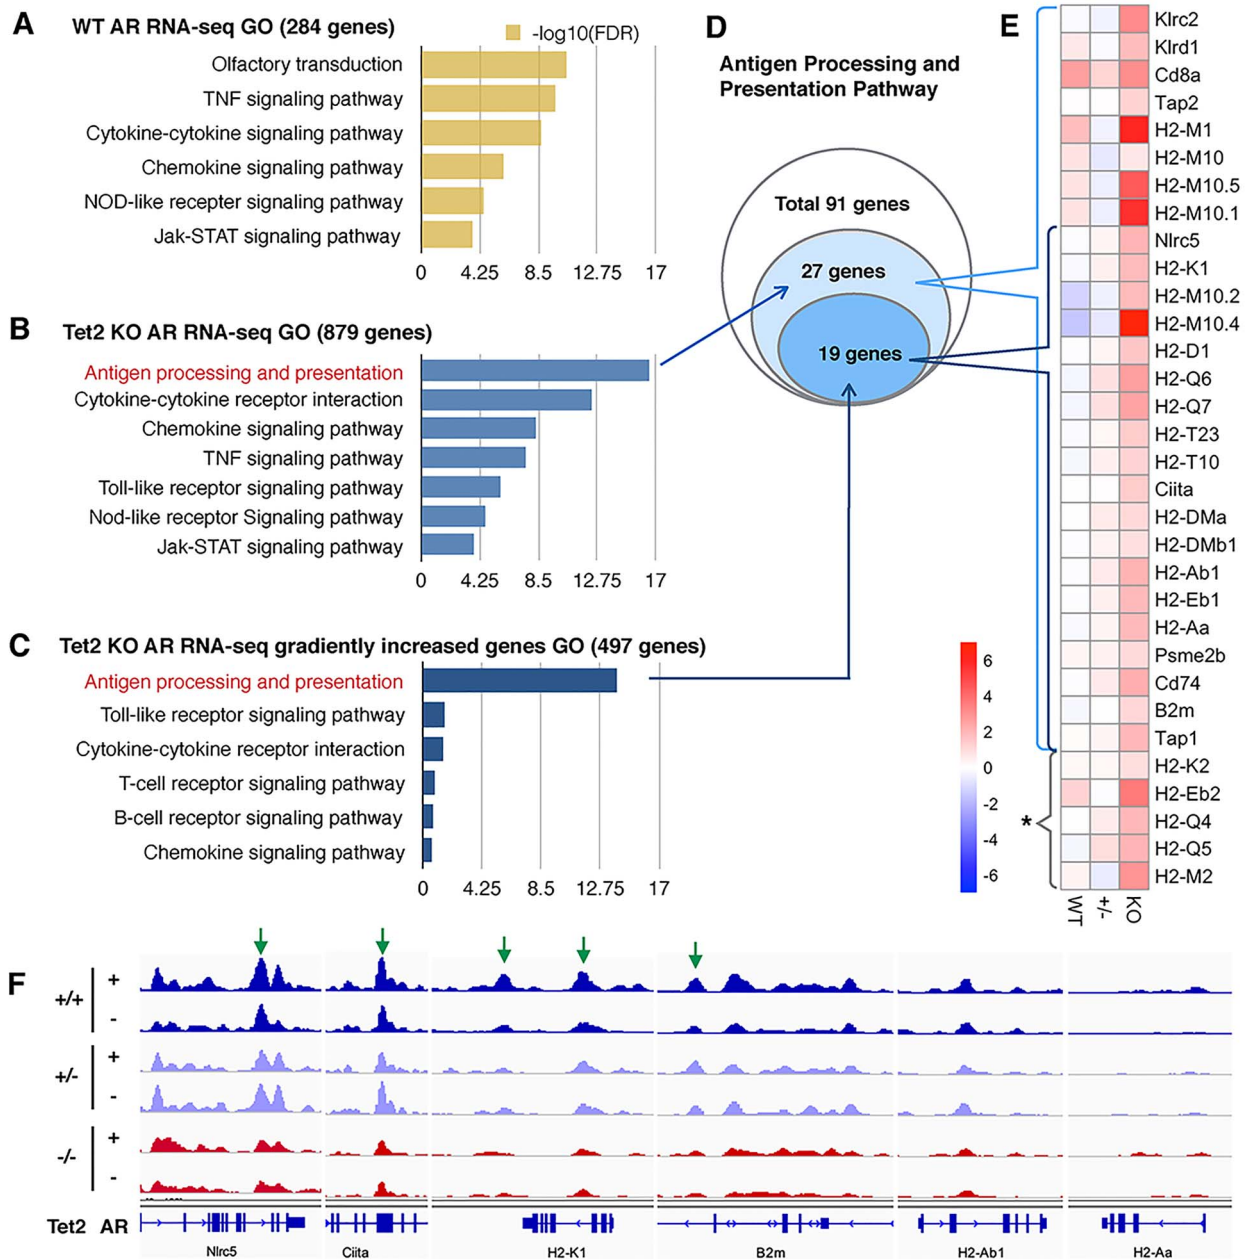 A
WT AR RNA-seq GO (284 genes)
-log10(FDR)
Olfactory transduction
TNF signaling pathway
Cytokine-cytokine signaling pathway
Chemokine signaling pathway
NOD-like recepter signaling pathway
Jak-STAT signaling pathway
0 4.25 8.5 12.75 17
B
Tet2 KO AR RNA-seq GO (879 genes)
Antigen processing and presentation
Cytokine-cytokine receptor interaction
Chemokine signaling pathway
TNF signaling pathway
Toll-like receptor signaling pathway
Nod-like receptor Signaling pathway
Jak-STAT signaling pathway
0 4.25 8.5 12.75 17
C
Tet2 KO AR RNA-seq gradiently increased genes GO (497 genes)
Antigen processing and presentation
Toll-like receptor signaling pathway
Cytokine-cytokine receptor interaction
T-cell receptor signaling pathway
B-cell receptor signaling pathway
Chemokine signaling pathway
0 4.25 8.5 12.75 17
D
Antigen Processing and
Presentation Pathway
Total 91 genes
27 genes
19 genes
E
Klrc2
Klrd1
Cd8a
Tap2
H2-M1
H2-M10
H2-M10.5
H2-M10.1
Nlrc5
H2-K1
H2-M10.2
H2-M10.4
H2-D1
H2-Q6
H2-Q7
H2-T23
H2-T10
Ciita
H2-DMa
H2-DMb1
H2-Ab1
H2-Eb1
H2-Aa
Psme2b
Cd74
B2m
Tap1
H2-K2
H2-Eb2
H2-Q4
H2-Q5
H2-M2
*
6
4
2
0
-2
-4
-6
WT +/- KO
F
+/+
+
-
+/-
+
-
-/-
+
-
Tet2 AR
Nlrc5 Ciita H2-K1 B2m H2-Ab1 H2-Aa